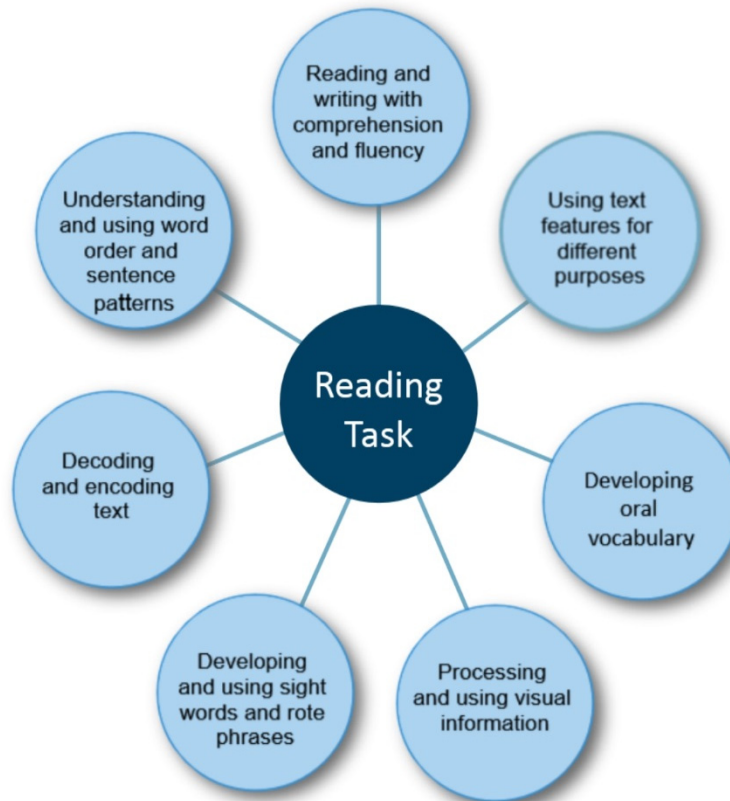 Reading and
writing with
comprehension
and fluency
Using text
features for
different
purposes
Developing
oral
vocabulary
Processing
and using visual
information
Developing
and using sight
words and rote
phrases
Decoding
and encoding
text
Understanding
and using word
order and
sentence
patterns
Reading
Task